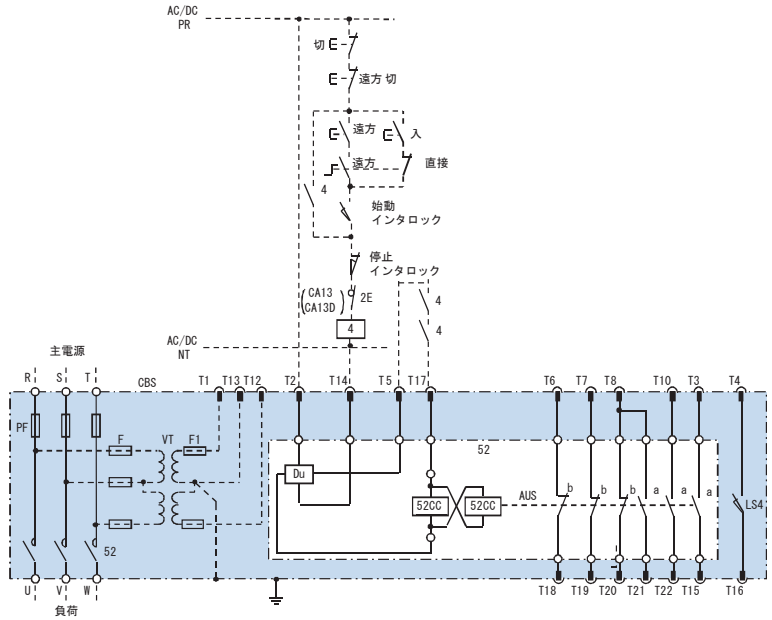 AC/DC
PR
切
遠方 切
遠方
入
遠方
直接
4
始動
インタロック
停止
インタロック
CA13
CA13D
2E
4
4
4
AC/DC
NT
主電源
R
S
T
CBS
T1
T13
T12
T2
T14
T5
T17
T6
T7
T8
T10
T3
T4
PF
F
VT
F1
52
Du
52CC
52CC
AUS
b
b
b
a
a
a
LS4
52
U
V
W
負荷
T18
T19
T20
T21
T22
T15
T16